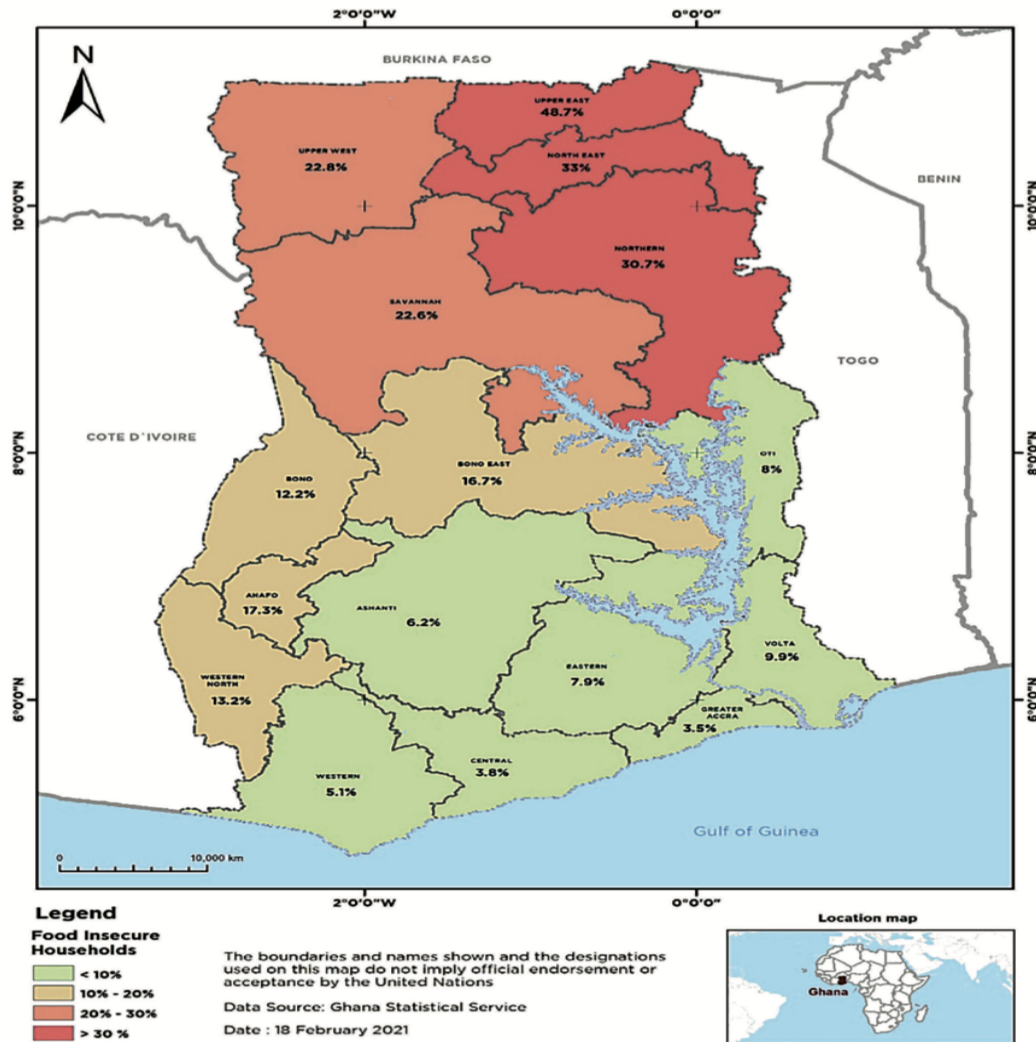 2°0'0"W
0°0'0"
N
BURKINA FASO
UPPER EAST
48.7%
UPPER WEST
22.8%
NORTH EAST
33%
BENIN
10°0'0"N
10°0'0"N
NORTHERN
30.7%
SAVANNAH
22.6%
TOGO
COTE D'IVOIRE
8°0'0"N
8°0'0"N
BONO
12.2%
BONO EAST
16.7%
OTI
8%
AHAFO
17.3%
ASHANTI
6.2%
VOLTA
9.9%
EASTERN
7.9%
WESTERN
NORTH
13.2%
6°0'0"N
6°0'0"N
GREATER
ACCRA
3.5%
CENTRAL
3.8%
WESTERN
5.1%
Gulf of Guinea
0
10,000 km
2°0'0"W
0°0'0"
Legend
Food Insecure
Households
< 10%
10% - 20%
20% - 30%
> 30 %
The boundaries and names shown and the designations
used on this map do not imply official endorsement or
acceptance by the United Nations
Data Source: Ghana Statistical Service
Date : 18 February 2021
Location map
Ghana